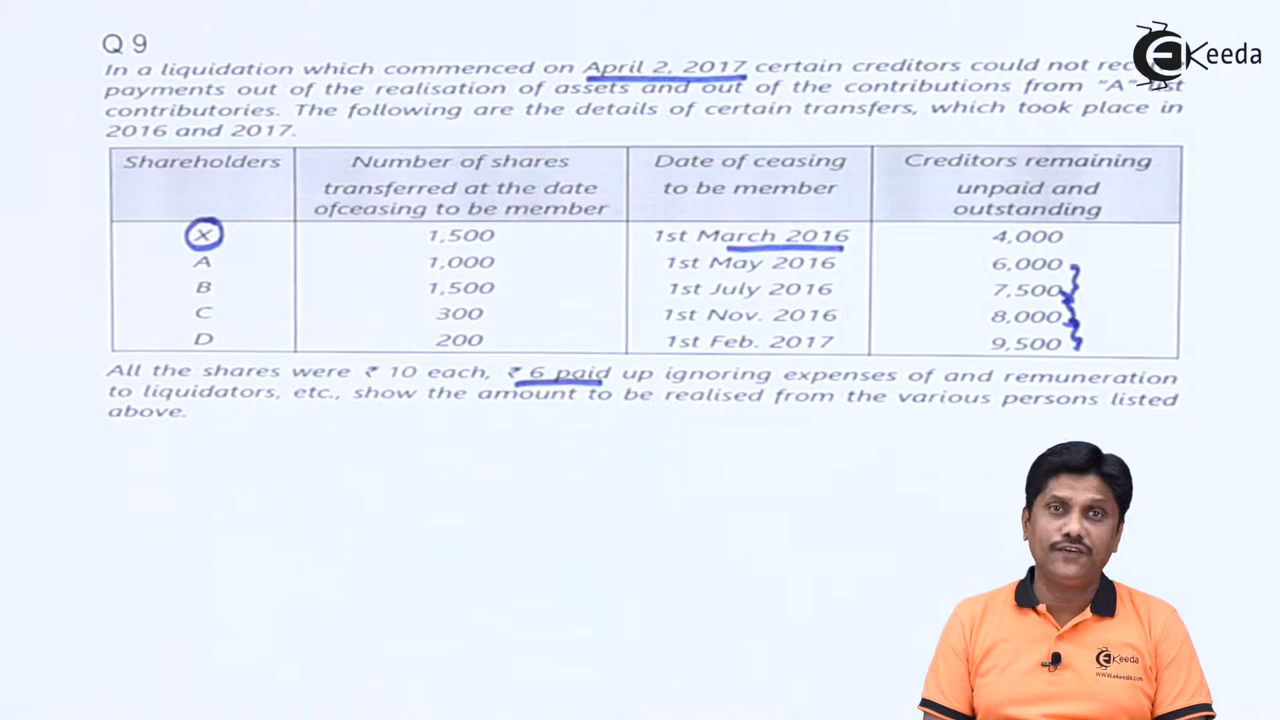 Q 9
Keeda
In a liquidation which commenced on April 2, 2017 certain creditors could not
payments out of the realisation of assets and out of the contributions from "A"
contributories. The following are the details of certain transfers, which took place in
2016 and 2017.
Shareholders Number of shares transferred at the date ofceasing to be member Date of ceasing to be member Creditors remaining unpaid and outstanding
X 1,500 1st March 2016 4,000
A 1,000 1st May 2016 6,000
B 1,500 1st July 2016 7,500
C 300 1st Nov. 2016 8,000
D 200 1st Feb. 2017 9,500
All the shares were ₹ 10 each, ₹ 6 paid up ignoring expenses of and remuneration
to liquidators, etc., show the amount to be realised from the various persons listed
above.
Keeda
www.ekeeda.com